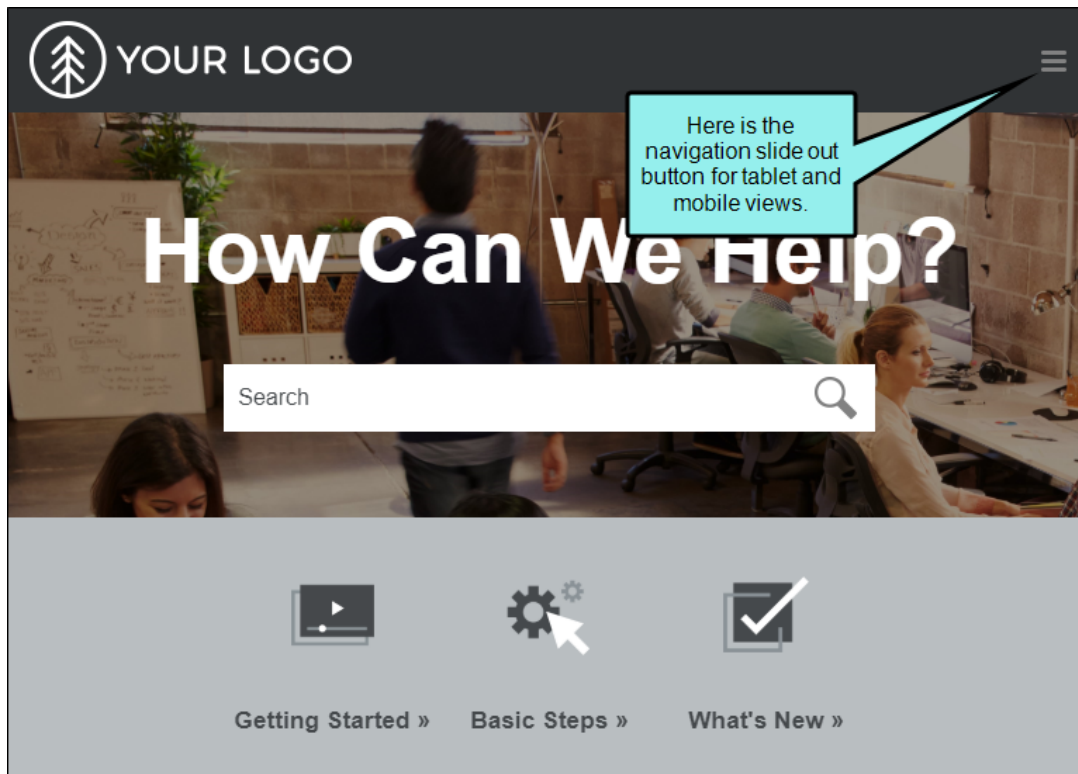 YOUR LOGO
Here is the
navigation slide out
button for tablet and
mobile views.
How Can We Help?
Search
Getting Started » Basic Steps » What's New »